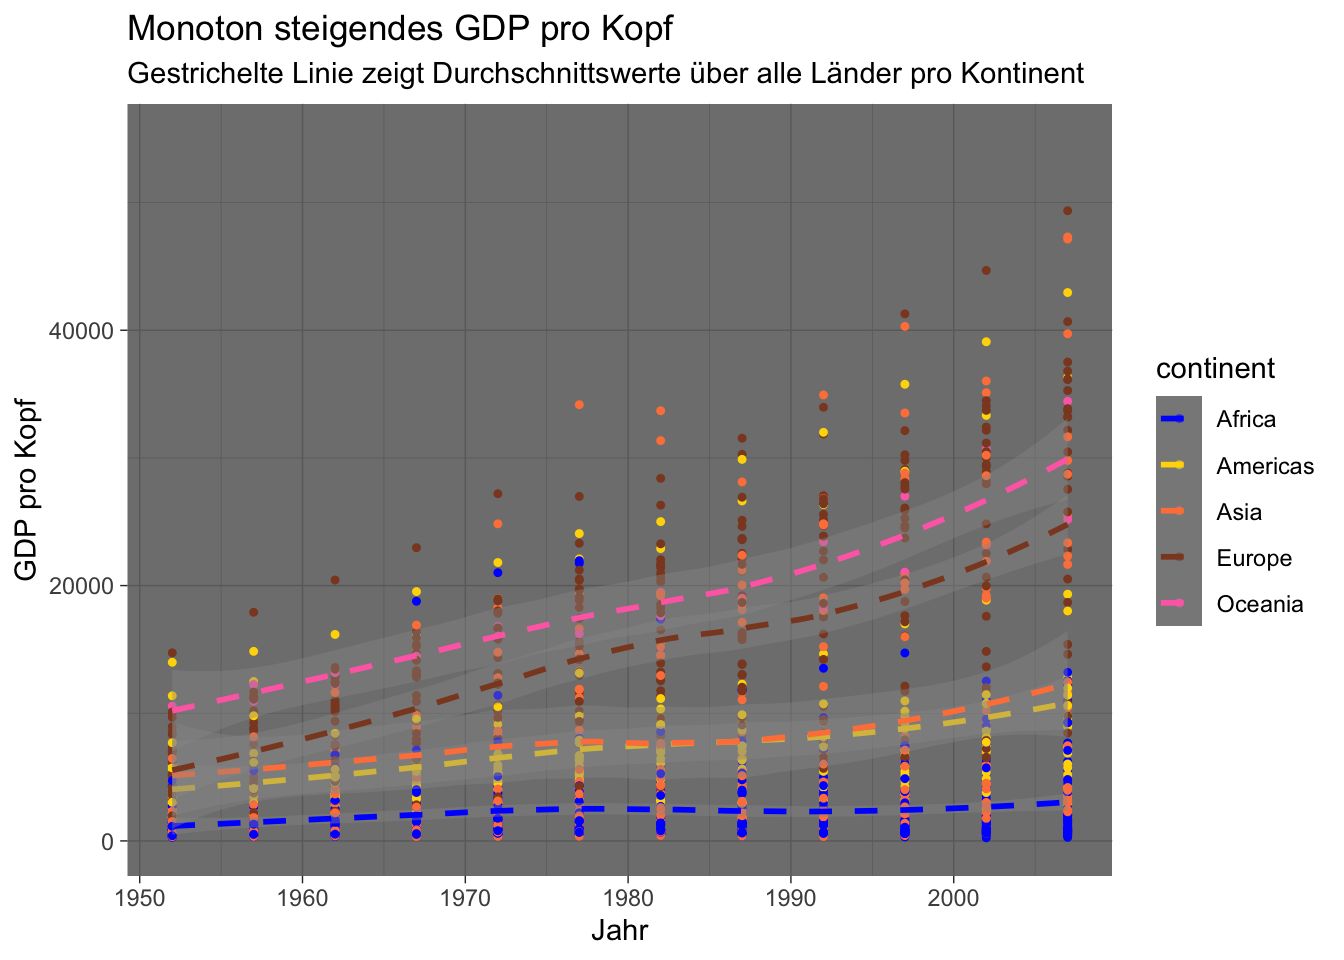 Monoton steigendes GDP pro Kopf
Gestrichelte Linie zeigt Durchschnittswerte über alle Länder pro Kontinent
GDP pro Kopf
40000
20000
0
1950 1960 1970 1980 1990 2000
Jahr
continent
Africa
Americas
Asia
Europe
Oceania